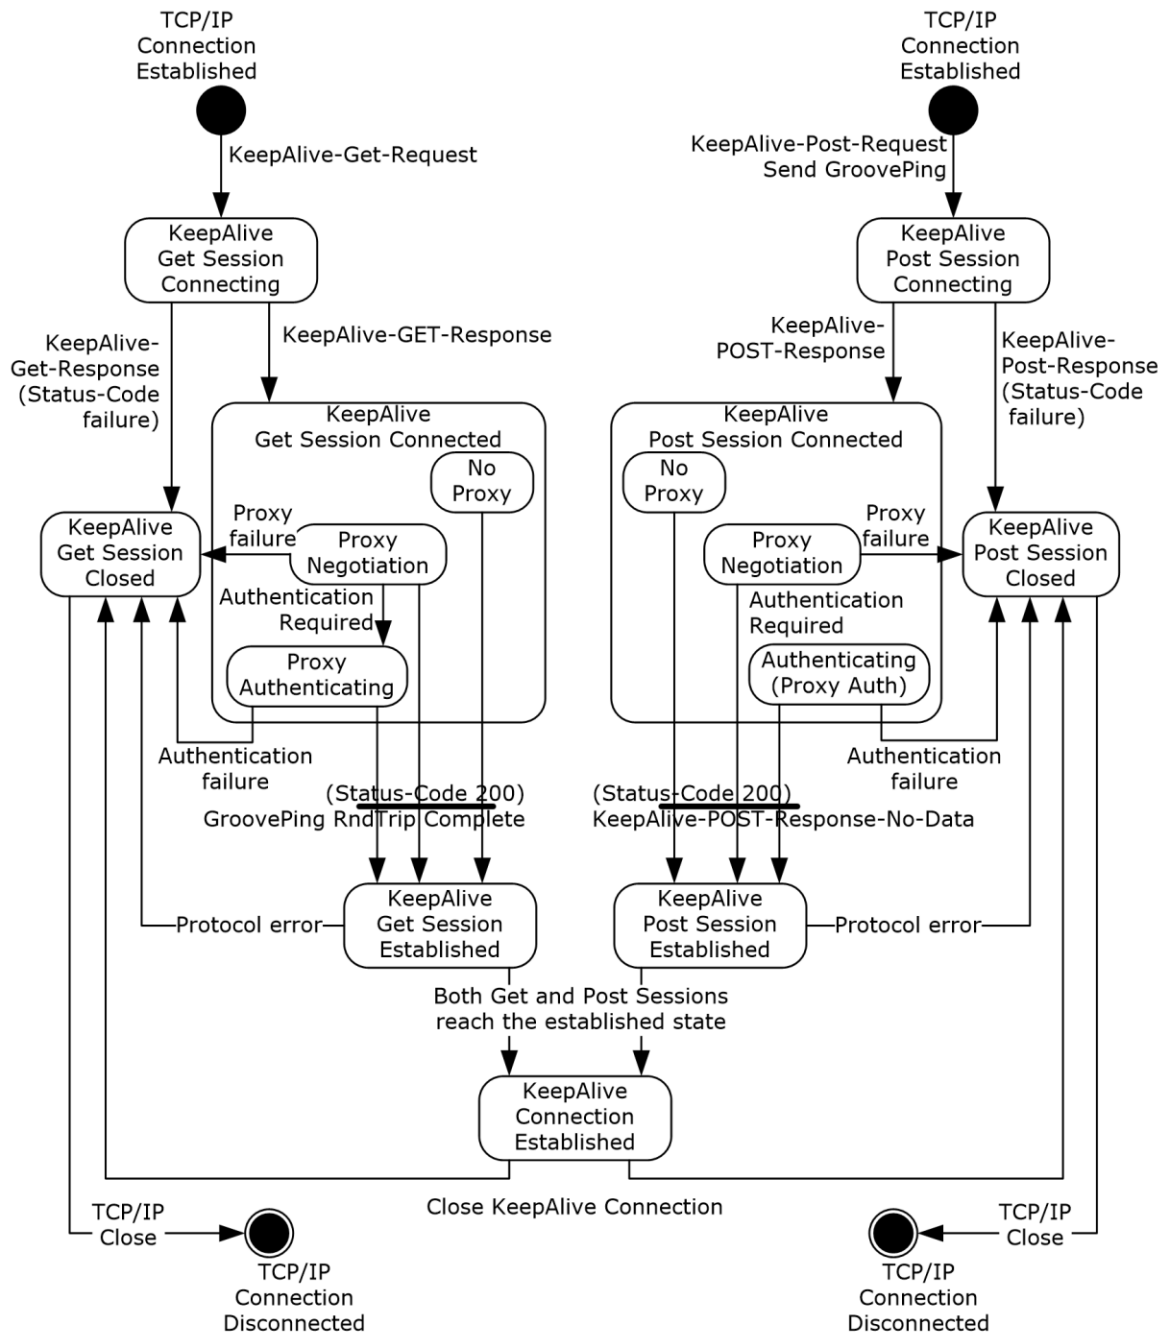 TCP/IP
Connection
Established
TCP/IP
Connection
Established
KeepAlive-Get-Request
KeepAlive-Post-Request
Send GroovePing
KeepAlive
Get Session
Connecting
KeepAlive
Post Session
Connecting
KeepAlive-
Get-Response
(Status-Code
failure)
KeepAlive-GET-Response
KeepAlive-
POST-Response
KeepAlive-
Post-Response
(Status-Code
failure)
KeepAlive
Get Session Connected
No
Proxy
Proxy
failure
Proxy
Negotiation
KeepAlive
Get Session
Closed
Authentication
Required
Proxy
Authenticating
Authentication
failure
KeepAlive
Post Session Connected
No
Proxy
Proxy
Negotiation
Proxy
failure
KeepAlive
Post Session
Closed
Authentication
Required
Authenticating
(Proxy Auth)
Authentication
failure
(Status-Code 200)
GroovePing RndTrip Complete
(Status-Code 200)
KeepAlive-POST-Response-No-Data
Protocol error
KeepAlive
Get Session
Established
KeepAlive
Post Session
Established
Protocol error
Both Get and Post Sessions
reach the established state
KeepAlive
Connection
Established
Close KeepAlive Connection
TCP/IP
Close
TCP/IP
Connection
Disconnected
TCP/IP
Close
TCP/IP
Connection
Disconnected